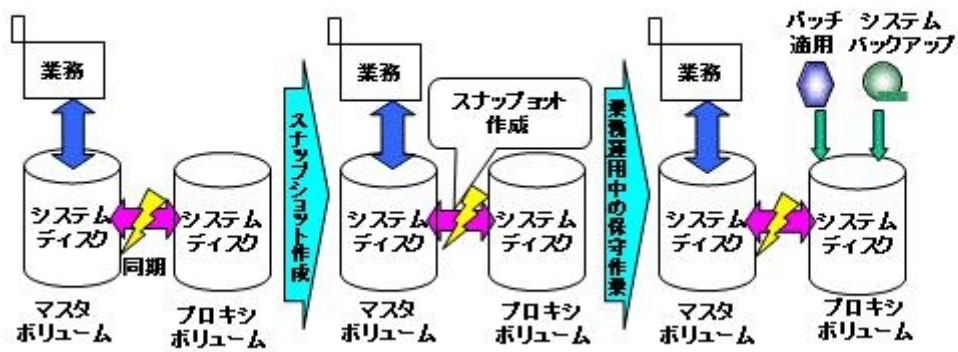 業務
システム
ディスク
同期
マスタ
ボリューム
システム
ディスク
プロキシ
ボリューム
スナップショット作成
業務
スナップョット
作成
システム
ディスク
マスタ
ボリューム
システム
ディスク
プロキシ
ボリューム
業務運用中の保守作業
業務
パッチ
適用
システム
バックアップ
システム
ディスク
マスタ
ボリューム
システム
ディスク
プロキシ
ボリューム